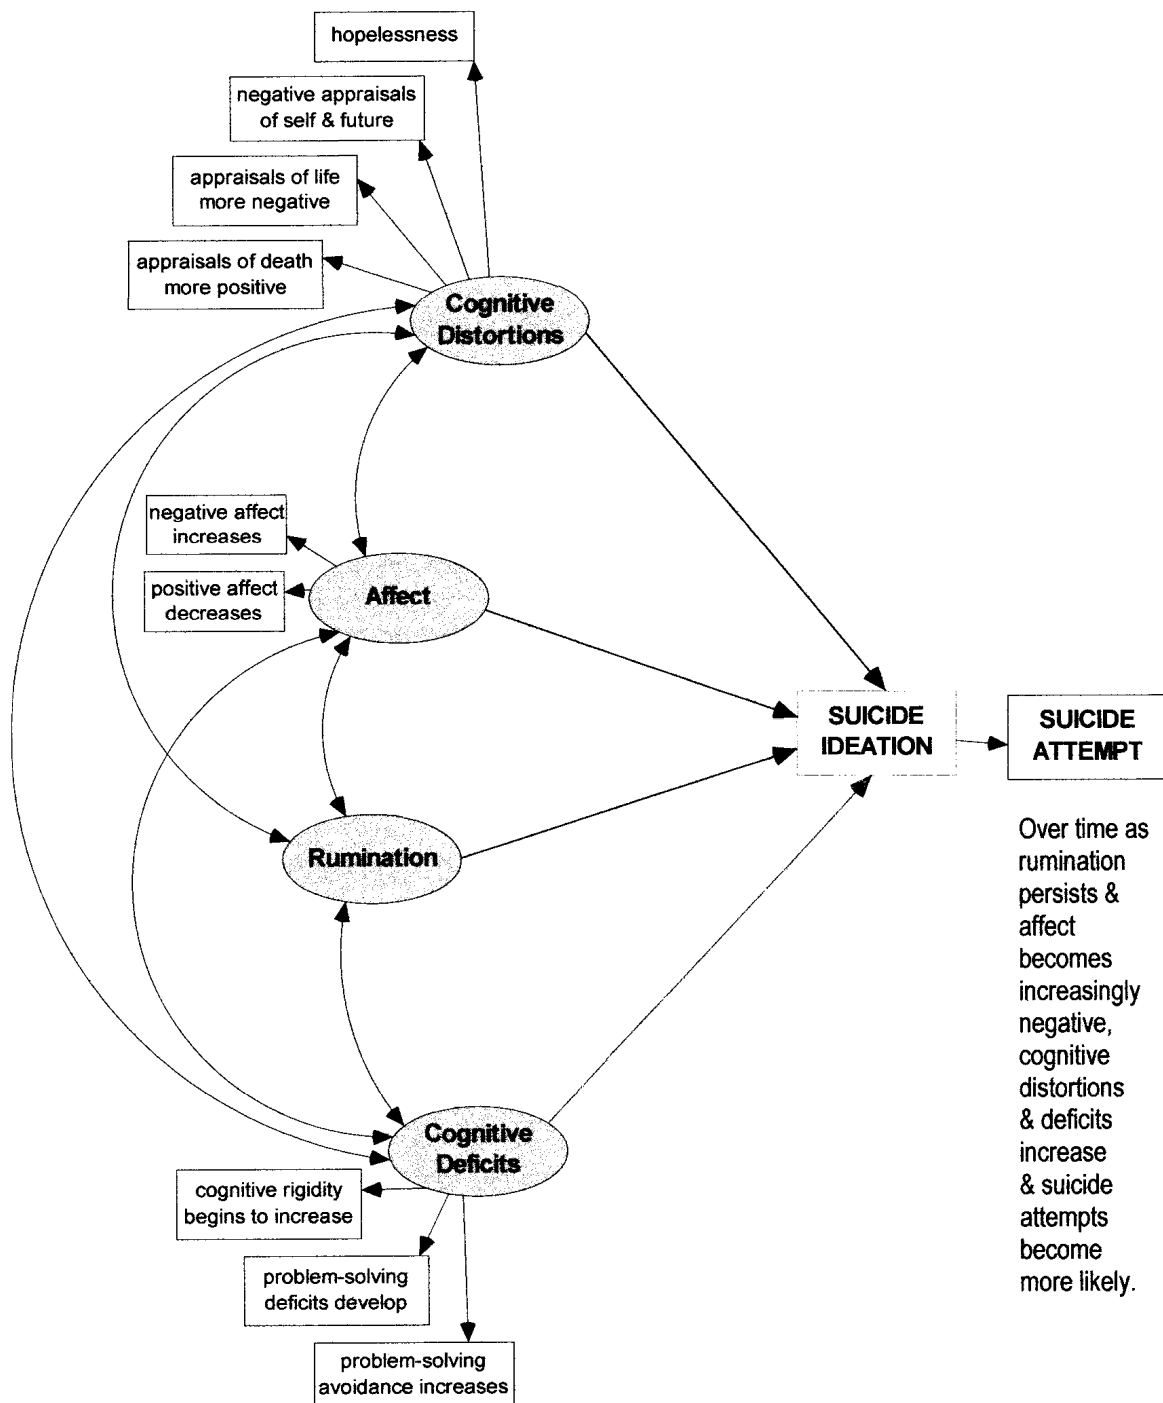 hopelessness
negative appraisals
of self & future
appraisals of life
more negative
appraisals of death
more positive
Cognitive
Distortions
negative affect
increases
positive affect
decreases
Affect
SUICIDE
IDEATION
SUICIDE
ATTEMPT
Rumination
Over time as
rumination
persists &
affect
becomes
increasingly
negative,
cognitive
distortions
& deficits
increase
& suicide
attempts
become
more likely.
Cognitive
Deficits
cognitive rigidity
begins to increase
problem-solving
deficits develop
problem-solving
avoidance increases